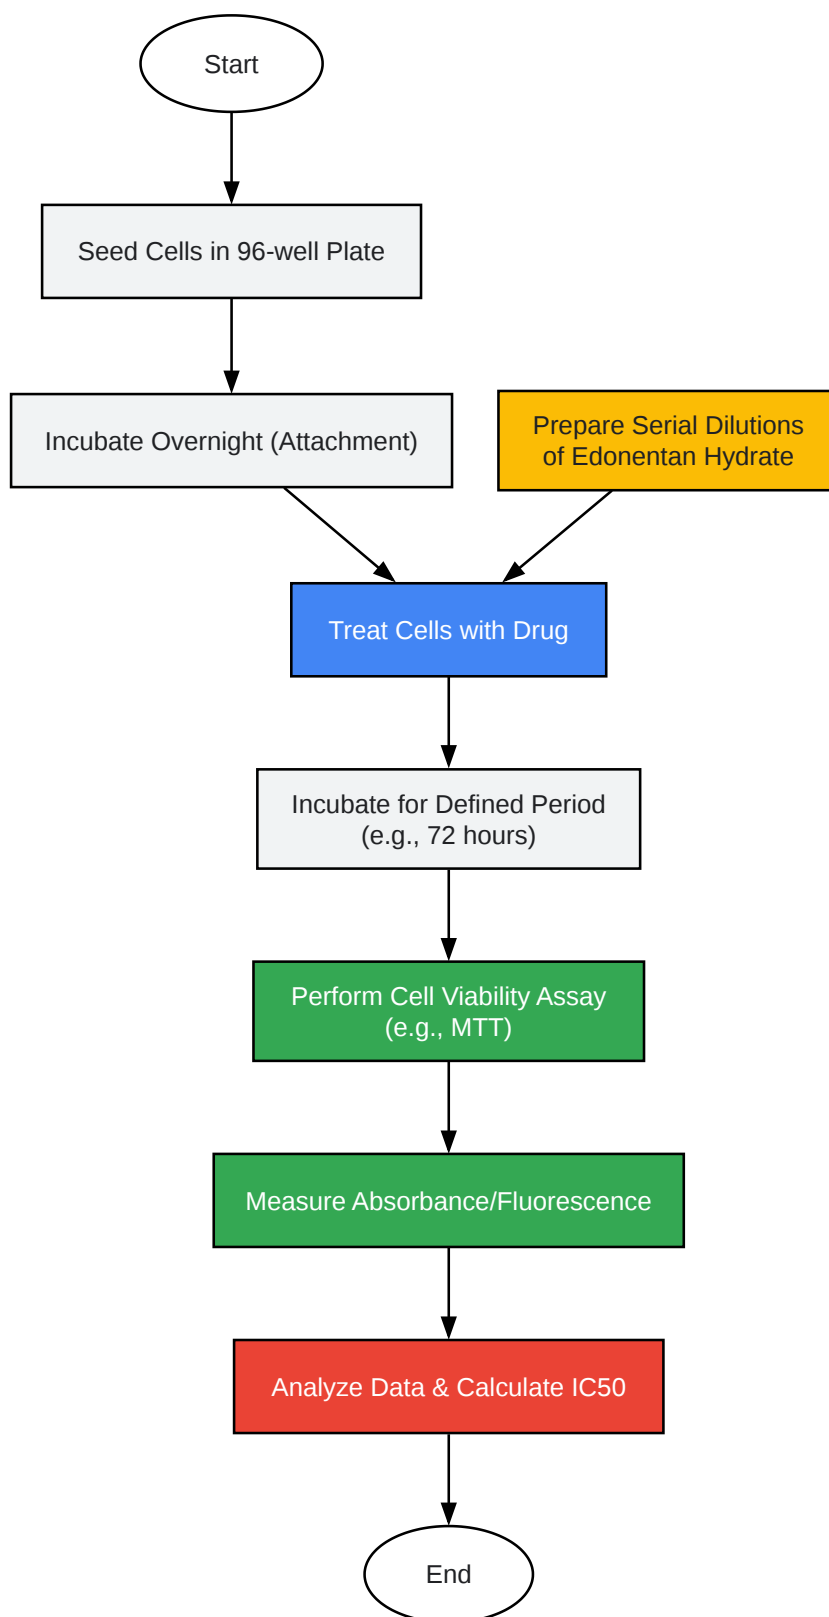 Start
Seed Cells in 96-well Plate
Incubate Overnight (Attachment)
Prepare Serial Dilutions
of Edonentan Hydrate
Treat Cells with Drug
Incubate for Defined Period
(e.g., 72 hours)
Perform Cell Viability Assay
(e.g., MTT)
Measure Absorbance/Fluorescence
Analyze Data & Calculate IC50
End